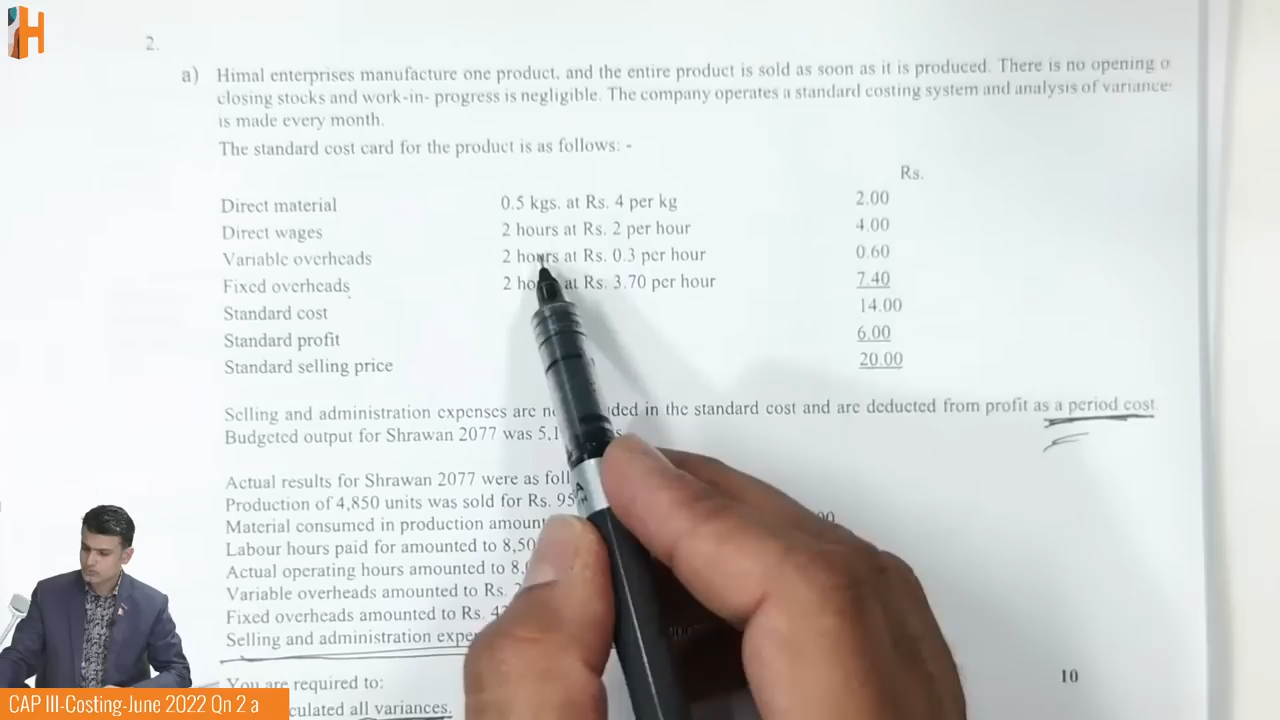 H
2.
a) Himal enterprises manufacture one product, and the entire product is sold as soon as it is produced. There is no opening o
closing stocks and work-in- progress is negligible. The company operates a standard costing system and analysis of variance
is made every month.
The standard cost card for the product is as follows: -
Rs.
Direct material 0.5 kgs. at Rs. 4 per kg 2.00
Direct wages 2 hours at Rs. 2 per hour 4.00
Variable overheads 2 hours at Rs. 0.3 per hour 0.60
Fixed overheads 2 at Rs. 3.70 per hour 7.40
Standard cost 14.00
Standard profit 6.00
Standard selling price 20.00
Selling and administration expenses are in the standard cost and are deducted from profit as a period cost.
Budgeted output for Shrawan 2077 was 5,1
Actual results for Shrawan 2077 were as
Production of 4,850 units was sold for Rs. 95
Material consumed in production
Labour hours paid for amounted to 8,50
Actual operating hours amounted to 8,
Variable overheads amounted to Rs.
Fixed overheads amounted to Rs. 4
Selling and administration
You are required to:
10
all variances.
CAP III-Costing-June 2022 Qn 2 a